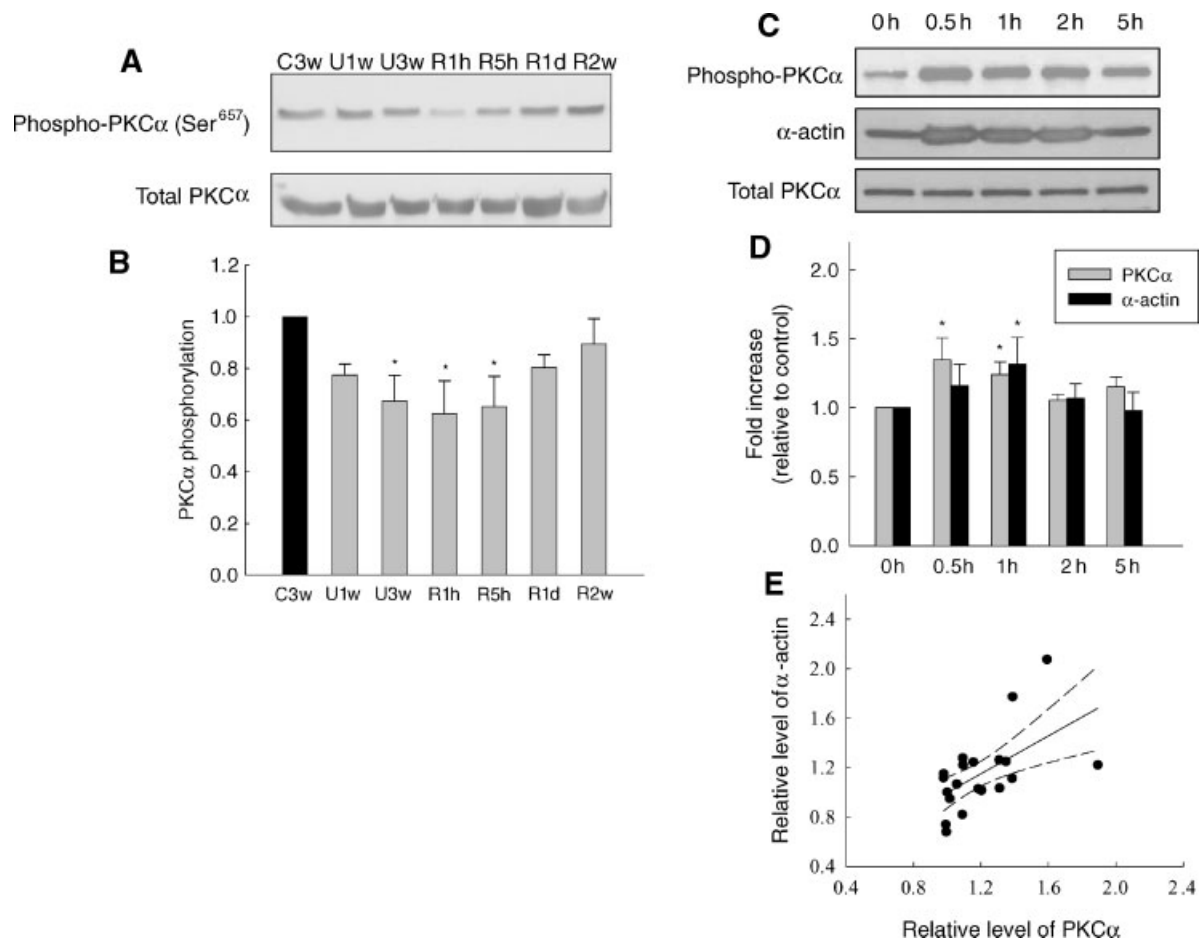 A
C3w U1w U3w R1h R5h R1d R2w
Phospho-PKCα (Ser657)
Total PKCα
B
PKCα phosphorylation
1.2
1.0
0.8
0.6
0.4
0.2
0.0
* * *
C3w U1w U3w R1h R5h R1d R2w
C
0h 0.5h 1h 2h 5h
Phospho-PKCα
α-actin
Total PKCα
D
Fold increase
(relative to control)
2.0
1.5
1.0
0.5
0.0
PKCα
α-actin
* * *
0h 0.5h 1h 2h 5h
E
Relative level of α-actin
2.4
2.0
1.6
1.2
0.8
0.4
0.4 0.8 1.2 1.6 2.0 2.4
Relative level of PKCα